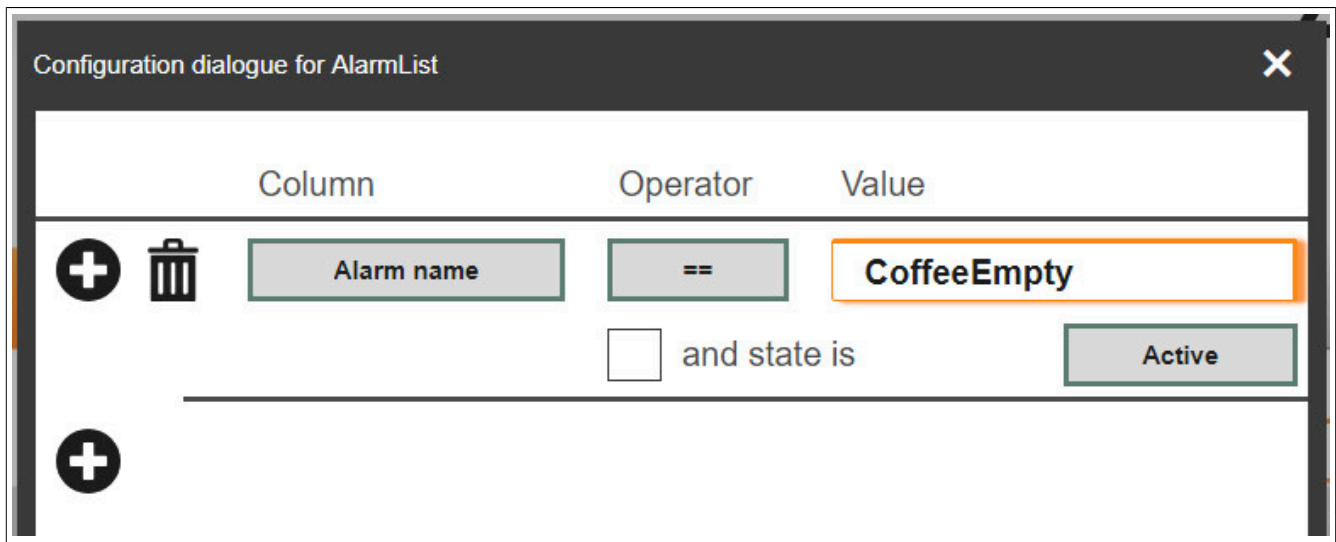 Configuration dialogue for AlarmList
Column Operator Value
Alarm name == CoffeeEmpty
and state is Active